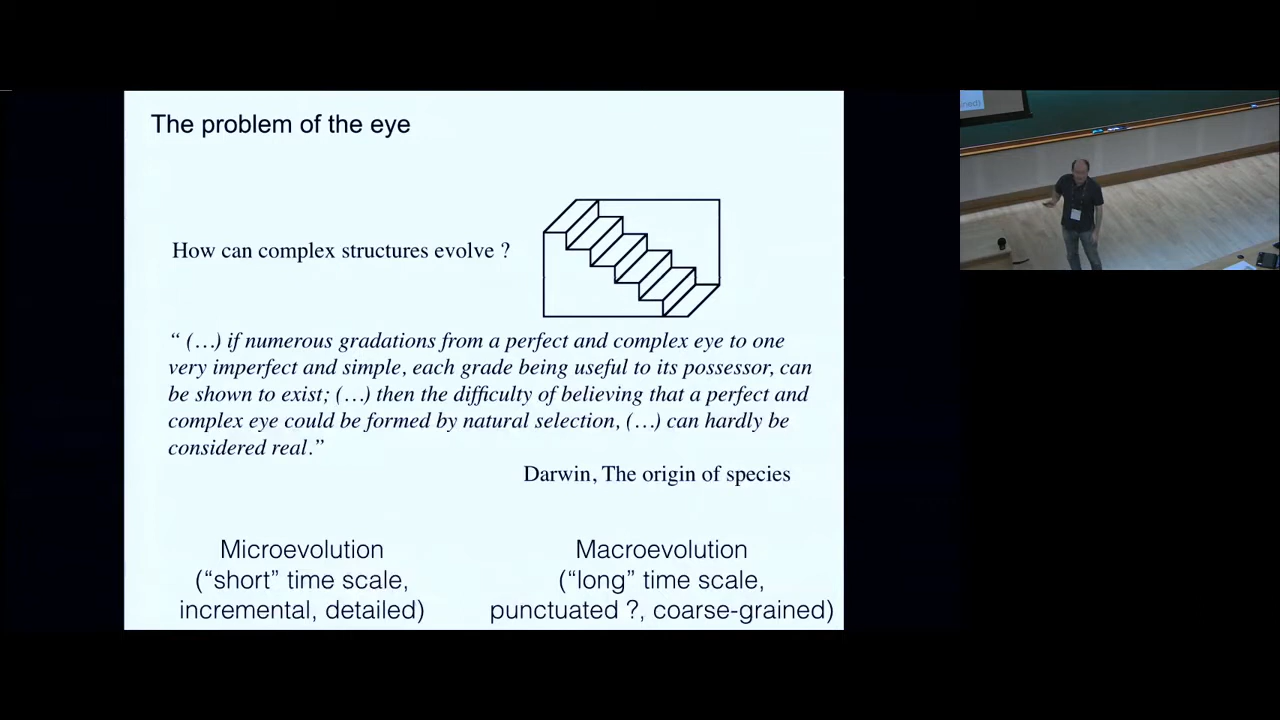 The problem of the eye
How can complex structures evolve ?
“ (…) if numerous gradations from a perfect and complex eye to one
very imperfect and simple, each grade being useful to its possessor, can
be shown to exist; (…) then the difficulty of believing that a perfect and
complex eye could be formed by natural selection, (…) can hardly be
considered real.”
Darwin, The origin of species
Microevolution
(“short” time scale,
incremental, detailed)
Macroevolution
(“long” time scale,
punctuated ?, coarse-grained)